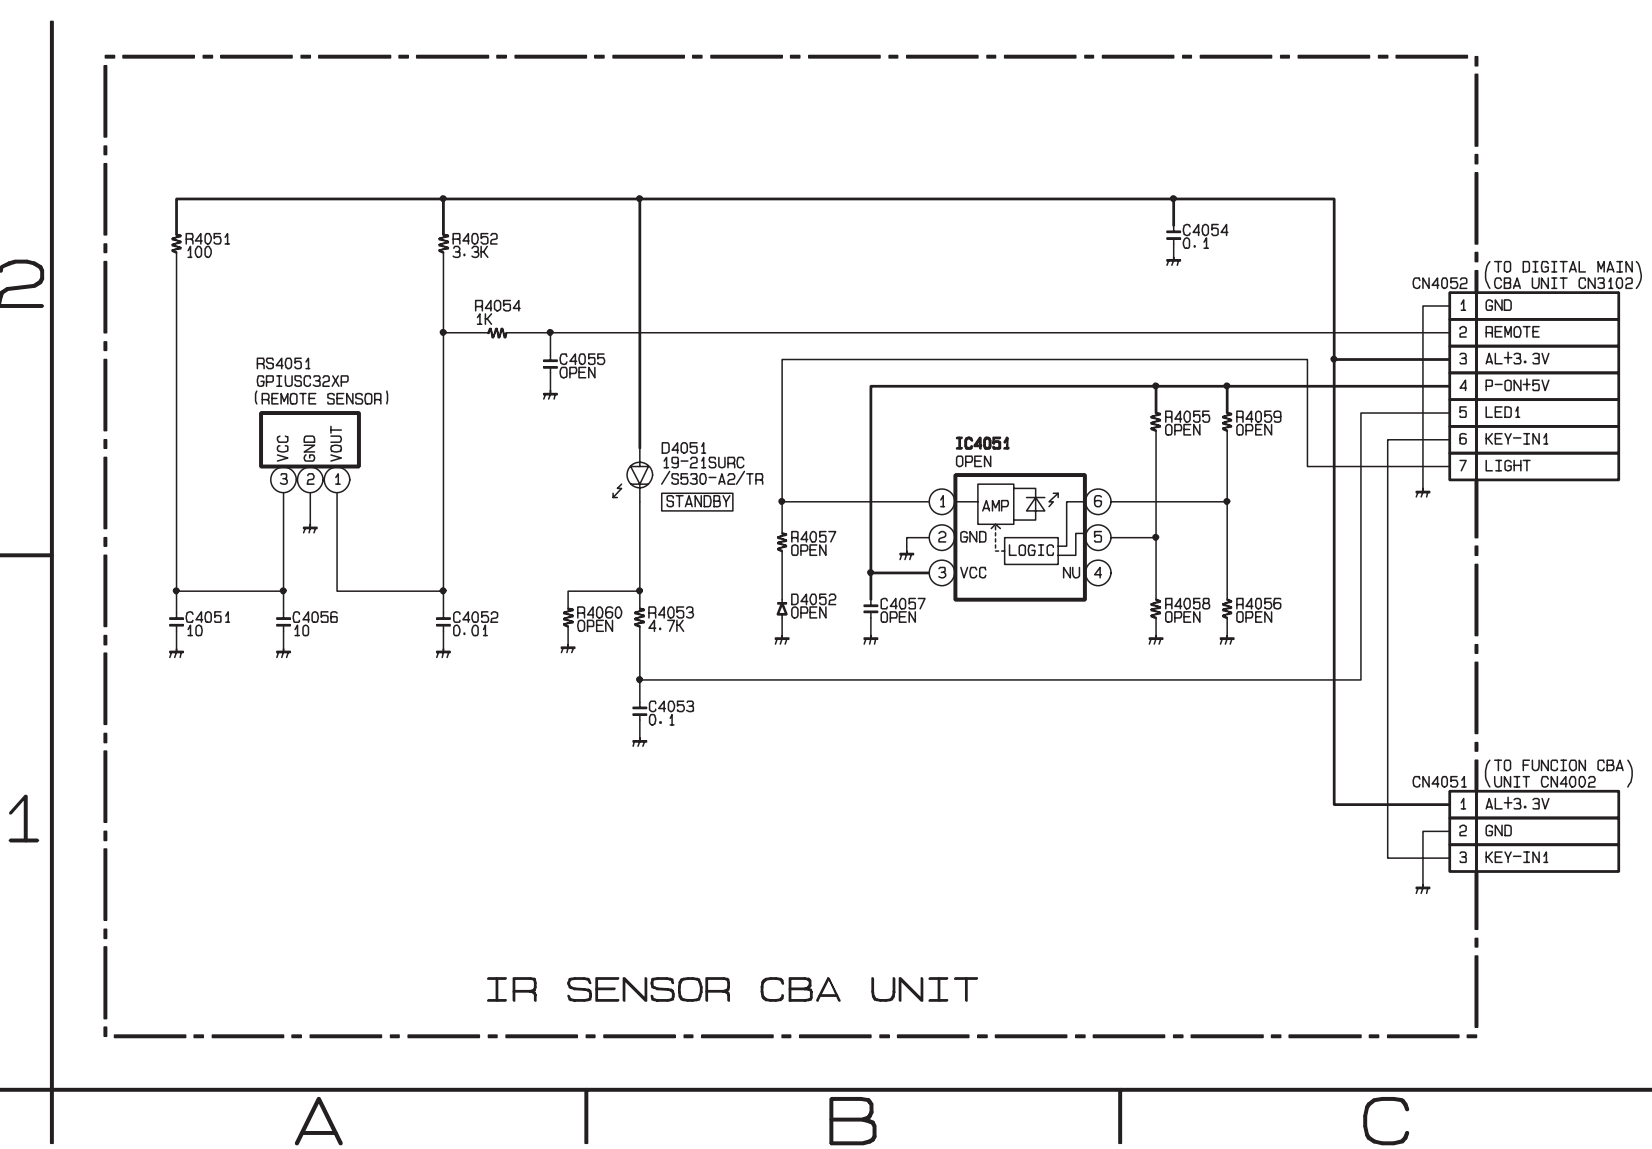 2
1
A
B
C
R4051
100
R4052
3.3K
R4054
1K
C4055
OPEN
RS4051
GPIUSC32XP
(REMOTE SENSOR)
VCC
GND
VOUT
3
2
1
C4051
10
C4056
10
C4052
0.01
D4051
19-21SURC
/S530-A2/TR
STANDBY
R4060
OPEN
R4053
4.7K
C4053
0.1
C4054
0.1
R4055
OPEN
R4059
OPEN
IC4051
OPEN
1
2
3
AMP
LOGIC
GND
VCC
NU
6
5
4
R4057
OPEN
D4052
OPEN
C4057
OPEN
R4058
OPEN
R4056
OPEN
CN4052
(TO DIGITAL MAIN
CBA UNIT CN3102)
1 GND
2 REMOTE
3 AL+3.3V
4 P-ON+5V
5 LED1
6 KEY-IN1
7 LIGHT
CN4051
(TO FUNCION CBA
UNIT CN4002)
1 AL+3.3V
2 GND
3 KEY-IN1
IR SENSOR CBA UNIT